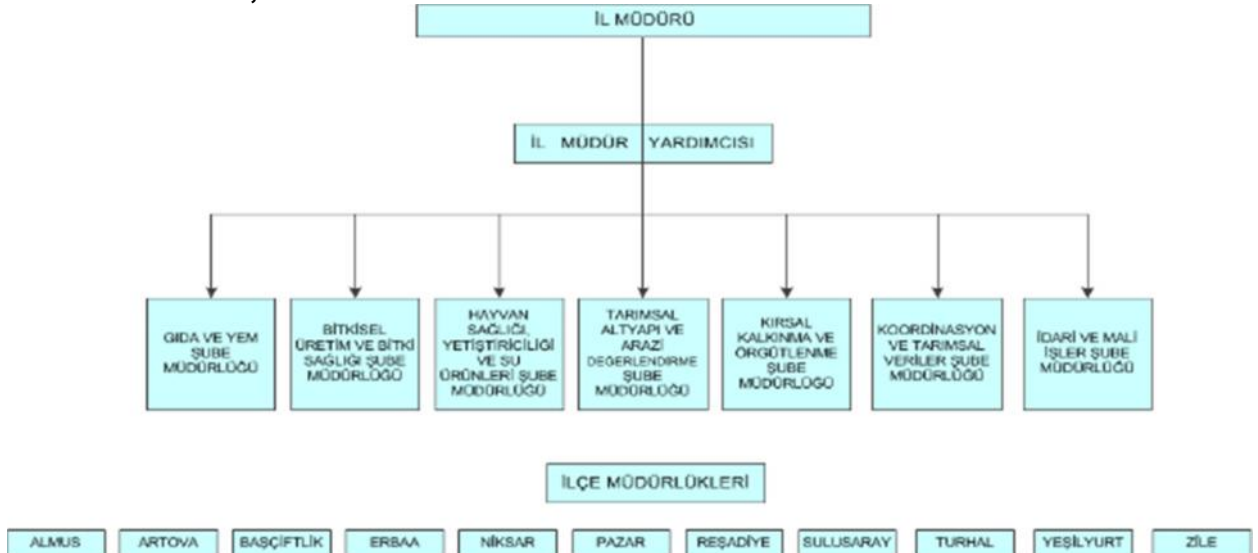 İL MÜDÜRÜ
İL MÜDÜR YARDIMCISI
GIDA VE YEM
ŞUBE
MÜDÜRLÜĞÜ
BİTKİSEL
ÜRETİM VE BİTKİ
SAĞLIĞI ŞUBE
MÜDÜRLÜĞÜ
HAYVAN
SAĞLIĞI,
YETİŞTİRİCİLİĞİ
VE SU
ÜRÜNLERİ ŞUBE
MÜDÜRLÜĞÜ
TARIMSAL
ALTYAPI VE
ARAZİ
DEĞERLENDİRME
ŞUBE
MÜDÜRLÜĞÜ
KIRSAL
KALKINMA VE
ÖRGÜTLENME
ŞUBE
MÜDÜRLÜĞÜ
KOORDİNASYON
VE TARIMSAL
VERİLER ŞUBE
MÜDÜRLÜĞÜ
İDARİ VE MALİ
İŞLER ŞUBE
MÜDÜRLÜĞÜ
İLÇE MÜDÜRLÜKLERİ
ALMUS
ARTOVA
BAŞÇİFTLİK
ERBAA
NİKSAR
PAZAR
REŞADİYE
SULUSARAY
TURHAL
YEŞİLYURT
ZİLE